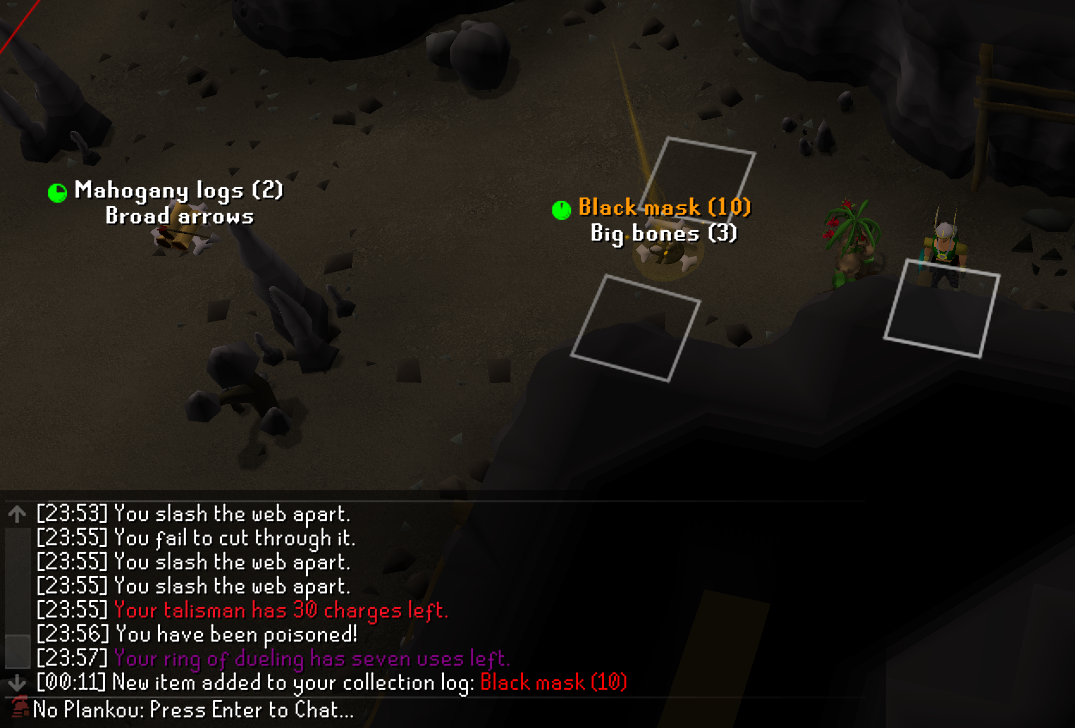 Mahogany logs (2)
Broad arrows
Black mask (10)
Big bones (3)
[23:53] You slash the web apart.
[23:55] You fail to cut through it.
[23:55] You slash the web apart.
[23:55] You slash the web apart.
[23:55] Your talisman has 30 charges left.
[23:56] You have been poisoned!
[23:57] Your ring of dueling has seven uses left.
[00:11] New item added to your collection log: Black mask (10)
No Plankou: Press Enter to Chat...